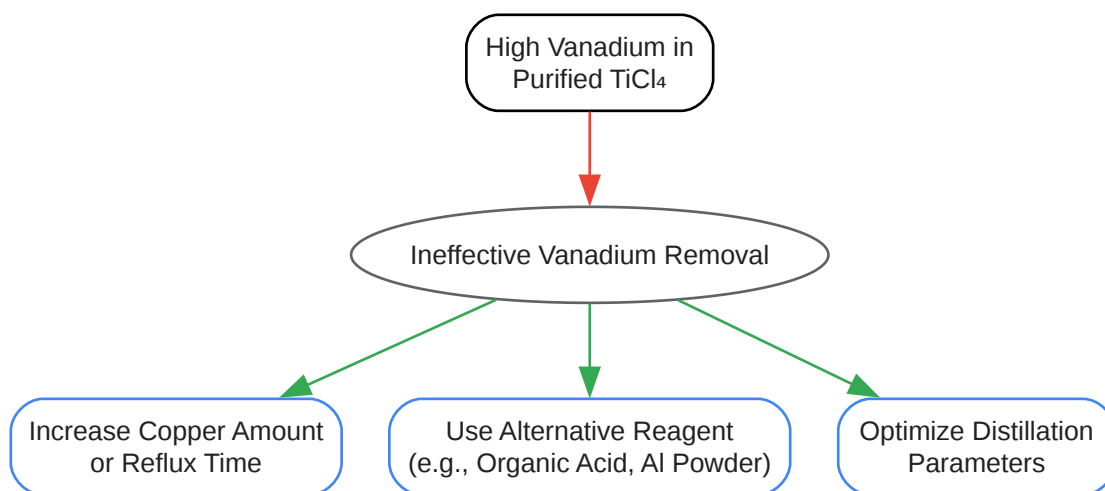 High Vanadium in
Purified TiCl₄
Ineffective Vanadium Removal
Increase Copper Amount
or Reflux Time
Use Alternative Reagent
(e.g., Organic Acid, Al Powder)
Optimize Distillation
Parameters